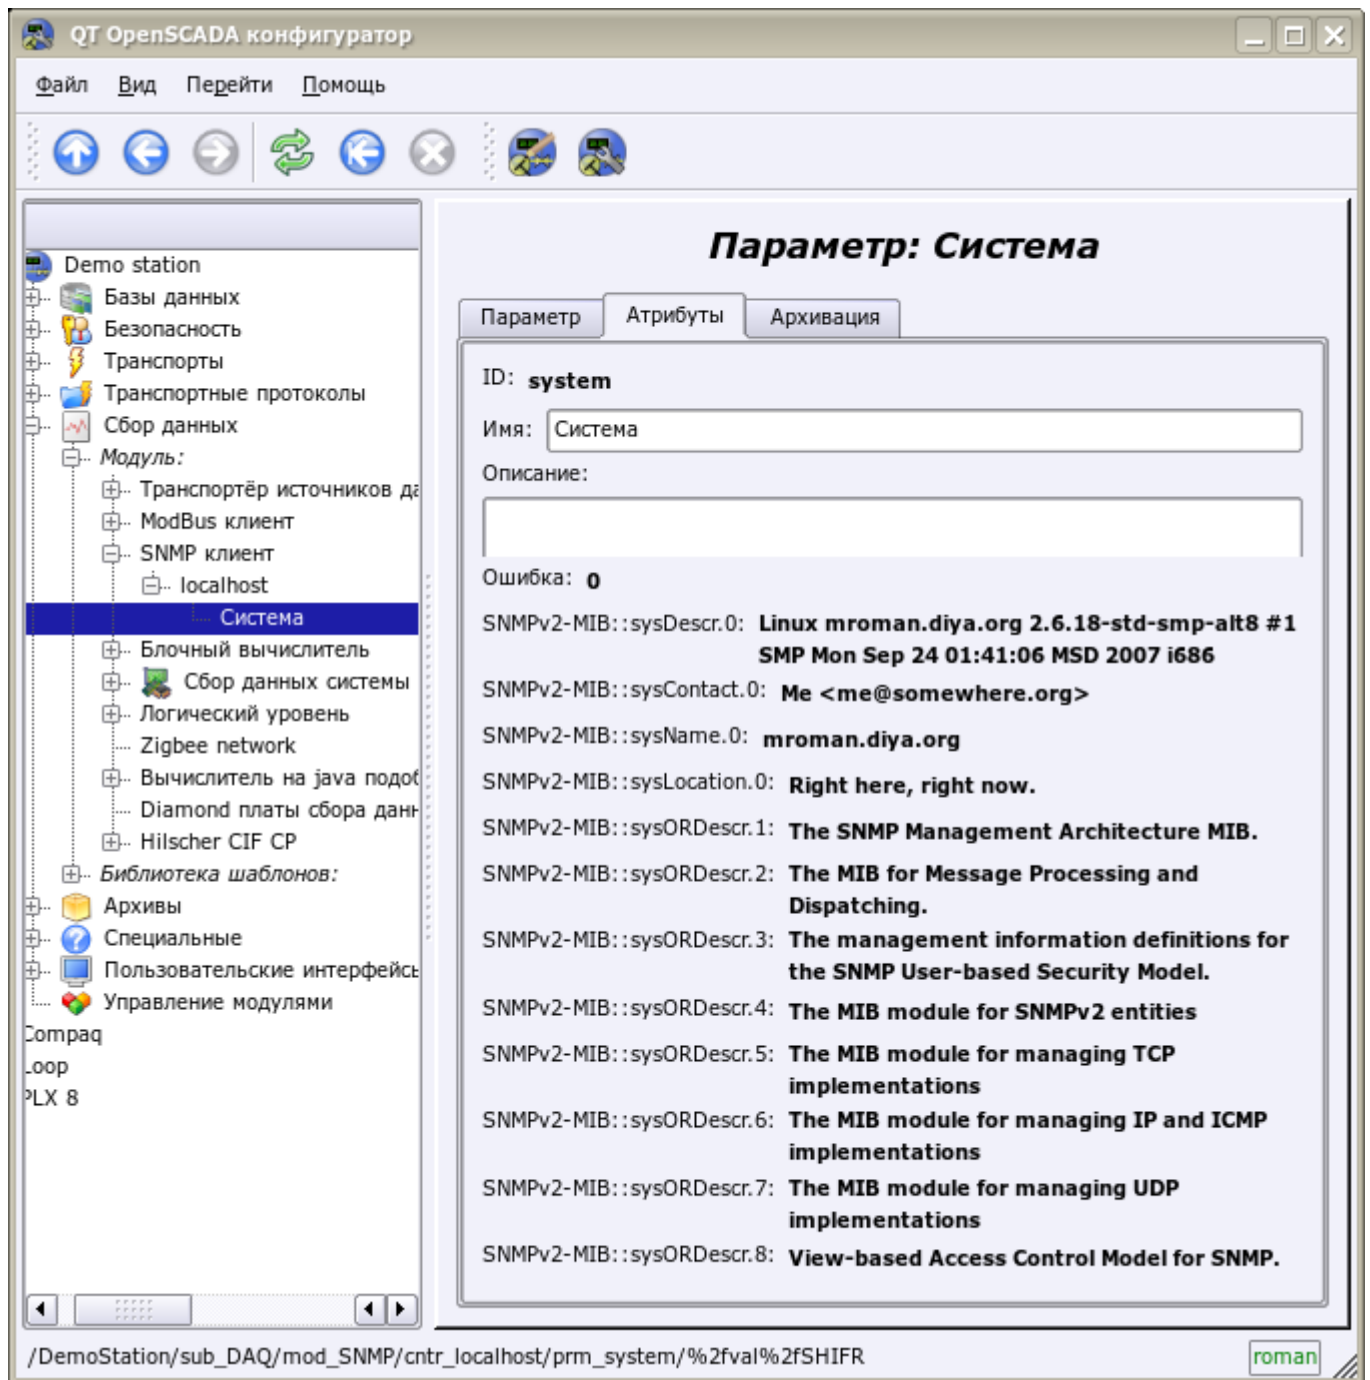 QT OpenSCADA конфигуратор
Файл Вид Перейти Помощь
Demo station
Базы данных
Безопасность
Транспорты
Транспортные протоколы
Сбор данных
Модуль:
Транспортёр источников да
ModBus клиент
SNMP клиент
localhost
Система
Блочный вычислитель
Сбор данных системы
Логический уровень
Zigbee network
Вычислитель на java подоб
Diamond платы сбора данн
Hilscher CIF CP
Библиотека шаблонов:
Архивы
Специальные
Пользовательские интерфейсы
Управление модулями
Compaq
Loop
PLX 8
Параметр: Система
Параметр Атрибуты Архивация
ID: system
Имя: Система
Описание:
Ошибка: 0
SNMPv2-MIB::sysDescr.0: Linux mroman.diya.org 2.6.18-std-smp-alt8 #1
SMP Mon Sep 24 01:41:06 MSD 2007 i686
SNMPv2-MIB::sysContact.0: Me <me@somewhere.org>
SNMPv2-MIB::sysName.0: mroman.diya.org
SNMPv2-MIB::sysLocation.0: Right here, right now.
SNMPv2-MIB::sysORDescr.1: The SNMP Management Architecture MIB.
SNMPv2-MIB::sysORDescr.2: The MIB for Message Processing and
Dispatching.
SNMPv2-MIB::sysORDescr.3: The management information definitions for
the SNMP User-based Security Model.
SNMPv2-MIB::sysORDescr.4: The MIB module for SNMPv2 entities
SNMPv2-MIB::sysORDescr.5: The MIB module for managing TCP
implementations
SNMPv2-MIB::sysORDescr.6: The MIB module for managing IP and ICMP
implementations
SNMPv2-MIB::sysORDescr.7: The MIB module for managing UDP
implementations
SNMPv2-MIB::sysORDescr.8: View-based Access Control Model for SNMP.
/DemoStation/sub_DAQ/mod_SNMP/cntr_localhost/prm_system/%2fval%2fSHIFR
roman